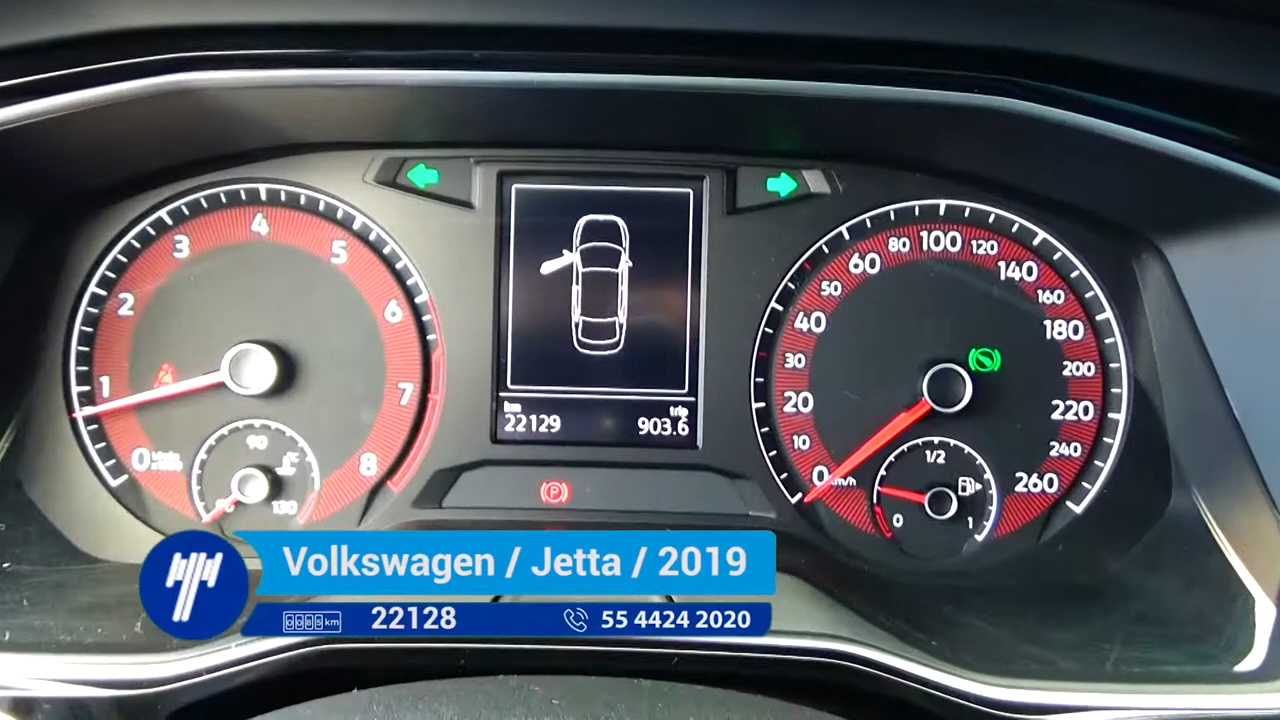 0 1 2 3 4 5 6 7 8
90
130
km trip
22129 903.6
0 10 20 30 40 50 60 80 100 120 140 160 180 200 220 240 260
km/h
1/2
0 1
P
Volkswagen / Jetta / 2019
km 22128 55 4424 2020